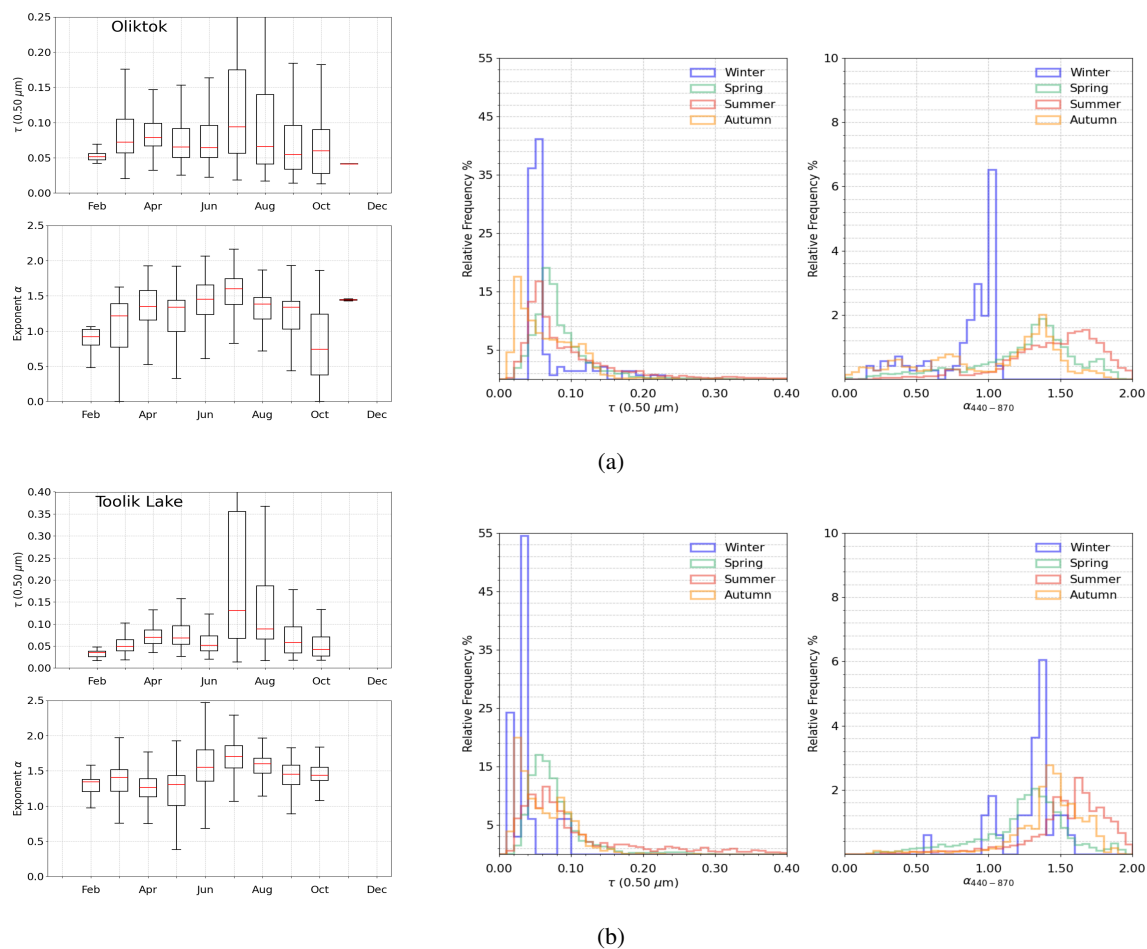 Oliktok
τ (0.50 μm)
0.25
0.20
0.15
0.10
0.05
0.00
Feb Apr Jun Aug Oct Dec
Exponent α
2.5
2.0
1.5
1.0
0.5
0.0
Feb Apr Jun Aug Oct Dec
Relative Frequency %
55
45
35
25
15
5
Winter
Spring
Summer
Autumn
0.00 0.10 0.20 0.30 0.40
τ (0.50 μm)
Relative Frequency %
10
8
6
4
2
0
Winter
Spring
Summer
Autumn
0.00 0.50 1.00 1.50 2.00
α440−870
(a)
Toolik Lake
τ (0.50 μm)
0.40
0.35
0.30
0.25
0.20
0.15
0.10
0.05
0.00
Feb Apr Jun Aug Oct Dec
Exponent α
2.5
2.0
1.5
1.0
0.5
0.0
Feb Apr Jun Aug Oct Dec
Relative Frequency %
55
45
35
25
15
5
Winter
Spring
Summer
Autumn
0.00 0.10 0.20 0.30 0.40
τ (0.50 μm)
Relative Frequency %
10
8
6
4
2
0
Winter
Spring
Summer
Autumn
0.00 0.50 1.00 1.50 2.00
α440−870
(b)